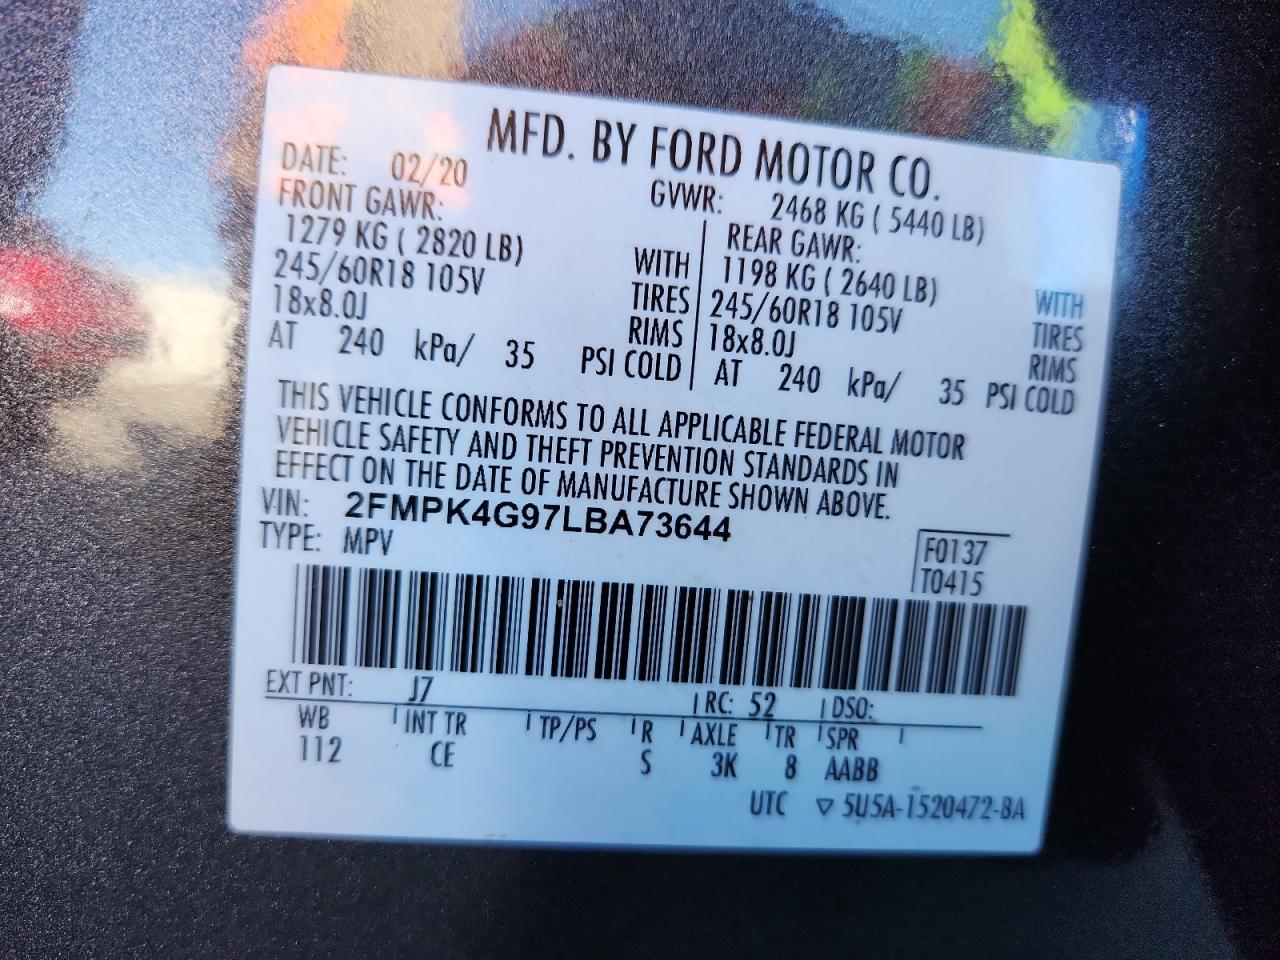 MFD. BY FORD MOTOR CO.
DATE: 02/20
GVWR: 2468 KG ( 5440 LB)
FRONT GAWR:
1279 KG ( 2820 LB) WITH
245/60R18 105V TIRES
18x8.0J RIMS
AT 240 kPa/ 35 PSI COLD
REAR GAWR:
1198 KG ( 2640 LB) WITH
245/60R18 105V TIRES
18x8.0J RIMS
AT 240 kPa/ 35 PSI COLD
THIS VEHICLE CONFORMS TO ALL APPLICABLE FEDERAL MOTOR
VEHICLE SAFETY AND THEFT PREVENTION STANDARDS IN
EFFECT ON THE DATE OF MANUFACTURE SHOWN ABOVE.
VIN: 2FMPK4G97LBA73644
TYPE: MPV
F0137
T0415
EXT PNT: J7 RC: 52 DSO:
WB INT TR TP/PS R AXLE TR SPR
112 CE S 3K 8 AABB
UTC ▽ 5U5A-1520472-BA